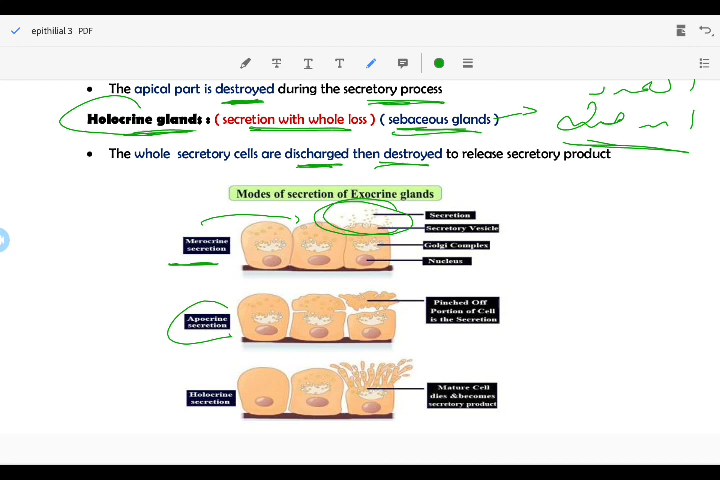 epithilial 3 PDF
• The apical part is destroyed during the secretory process
Holocrine glands : ( secretion with whole loss ) ( sebaceous glands )
• The whole secretory cells are discharged then destroyed to release secretory product
Modes of secretion of Exocrine glands
Secretion
Secretory Vesicle
Merocrine
secretion
Golgi Complex
Nucleus
Pinched Off
Portion of Cell
is the Secretion
Apocrine
secretion
Mature Cell
dies &becomes
secretory product
Holocrine
secretion